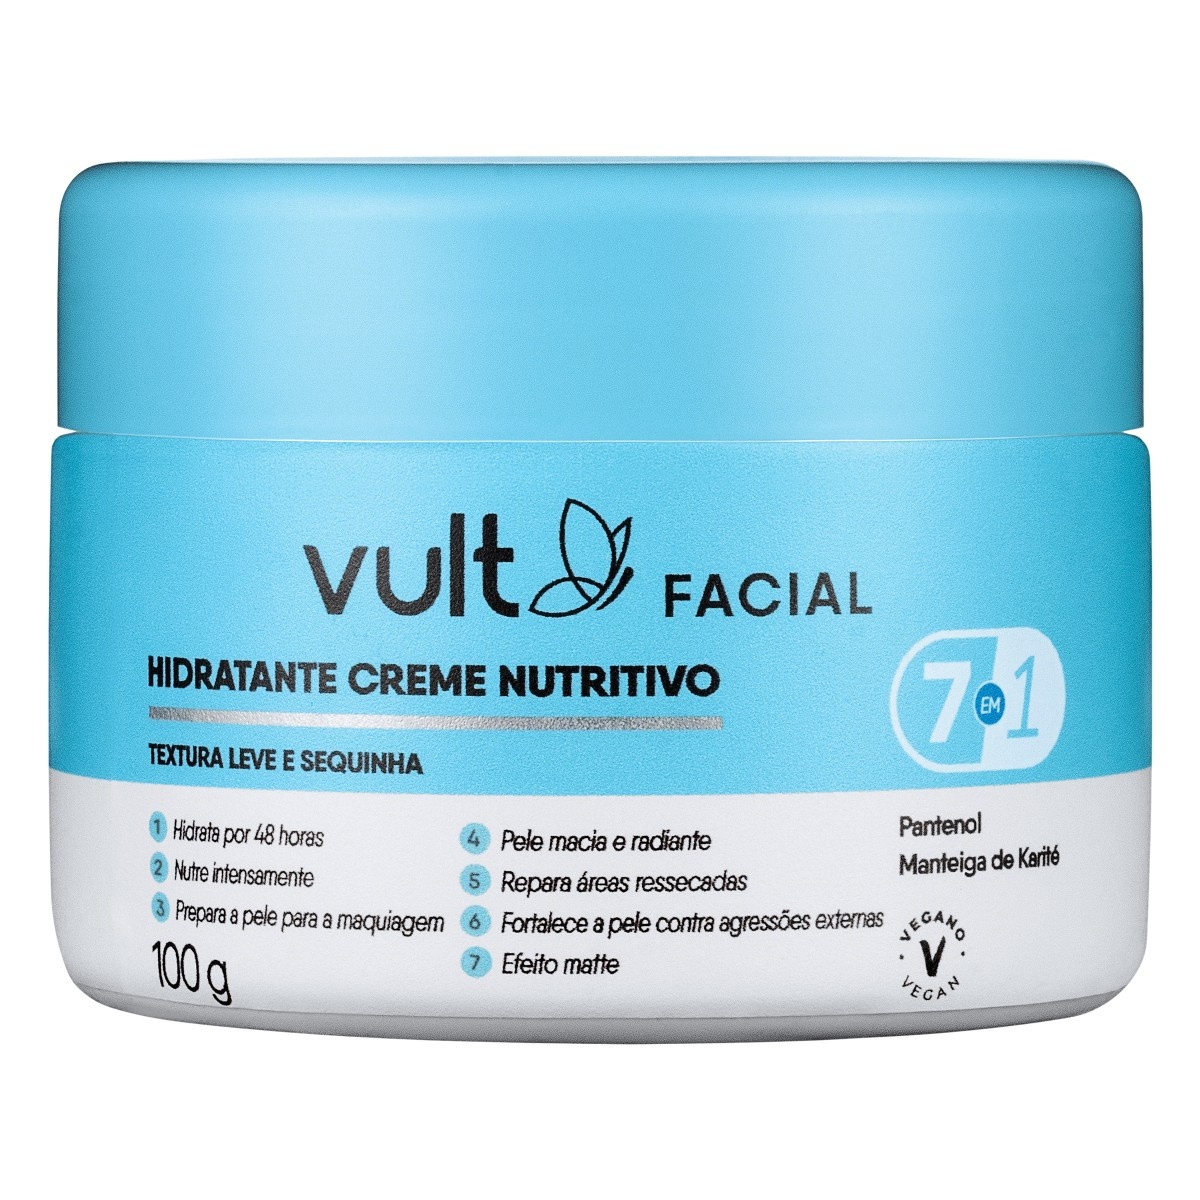 vult FACIAL
HIDRATANTE CREME NUTRITIVO
7 EM 1
TEXTURA LEVE E SEQUINHA
1 Hidrata por 48 horas
2 Nutre intensamente
3 Prepara a pele para a maquiagem
100 g
4 Pele macia e radiante
5 Repara áreas ressecadas
6 Fortalece a pele contra agressões externas
7 Efeito matte
Pantenol
Manteiga de Karité
VEGANO
V
VEGAN